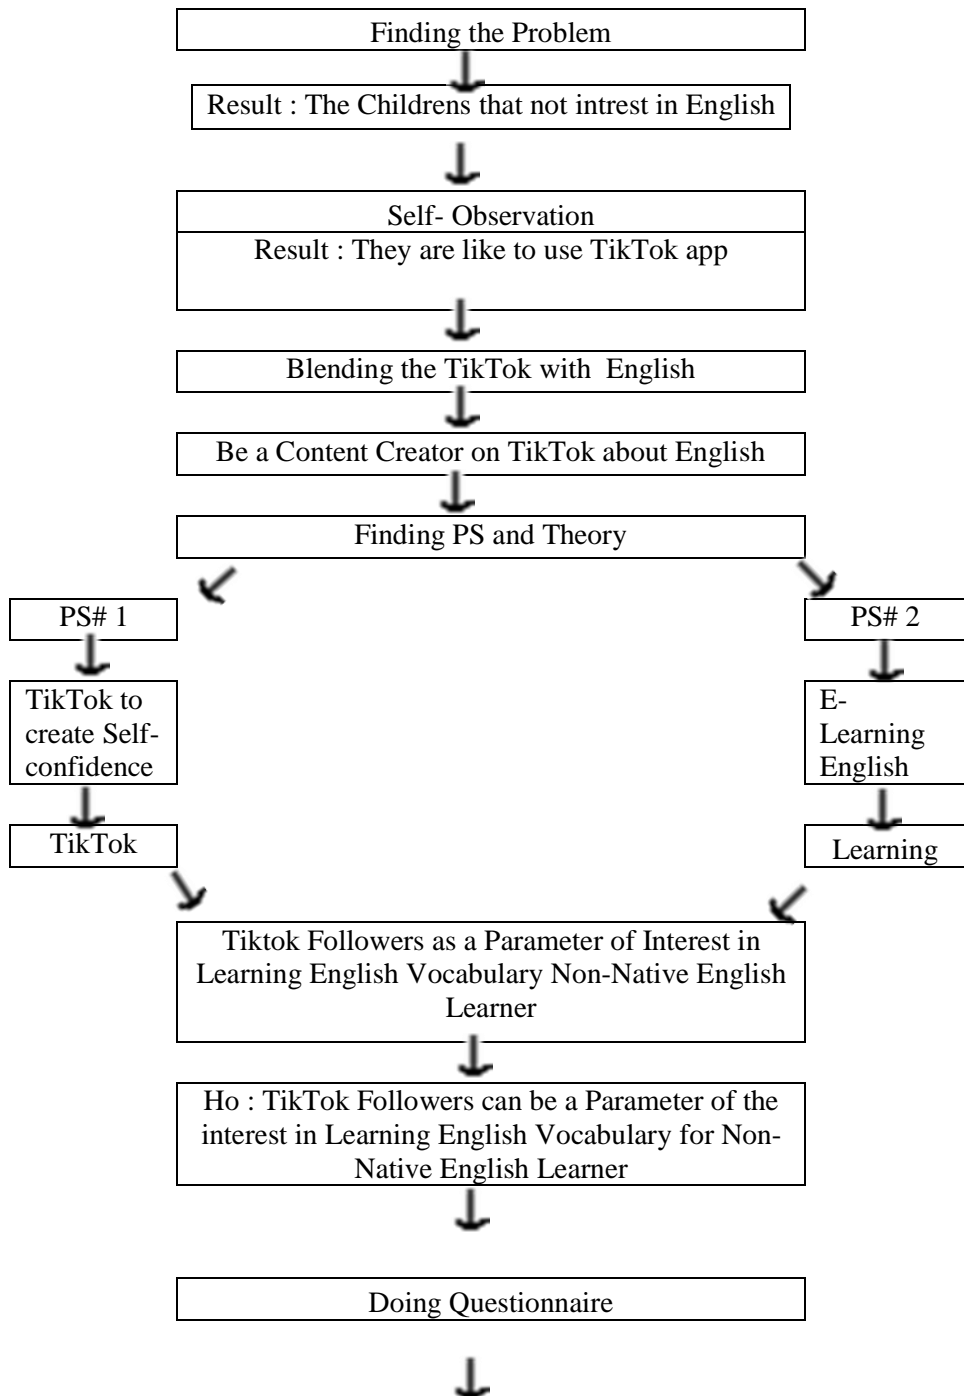 Finding the Problem
Result : The Childrens that not intrest in English
Self- Observation
Result : They are like to use TikTok app
Blending the TikTok with English
Be a Content Creator on TikTok about English
Finding PS and Theory
PS# 1
PS# 2
TikTok to
create Self-
confidence
E-
Learning
English
TikTok
Learning
Tiktok Followers as a Parameter of Interest in
Learning English Vocabulary Non-Native English
Learner
Ho : TikTok Followers can be a Parameter of the
interest in Learning English Vocabulary for Non-
Native English Learner
Doing Questionnaire